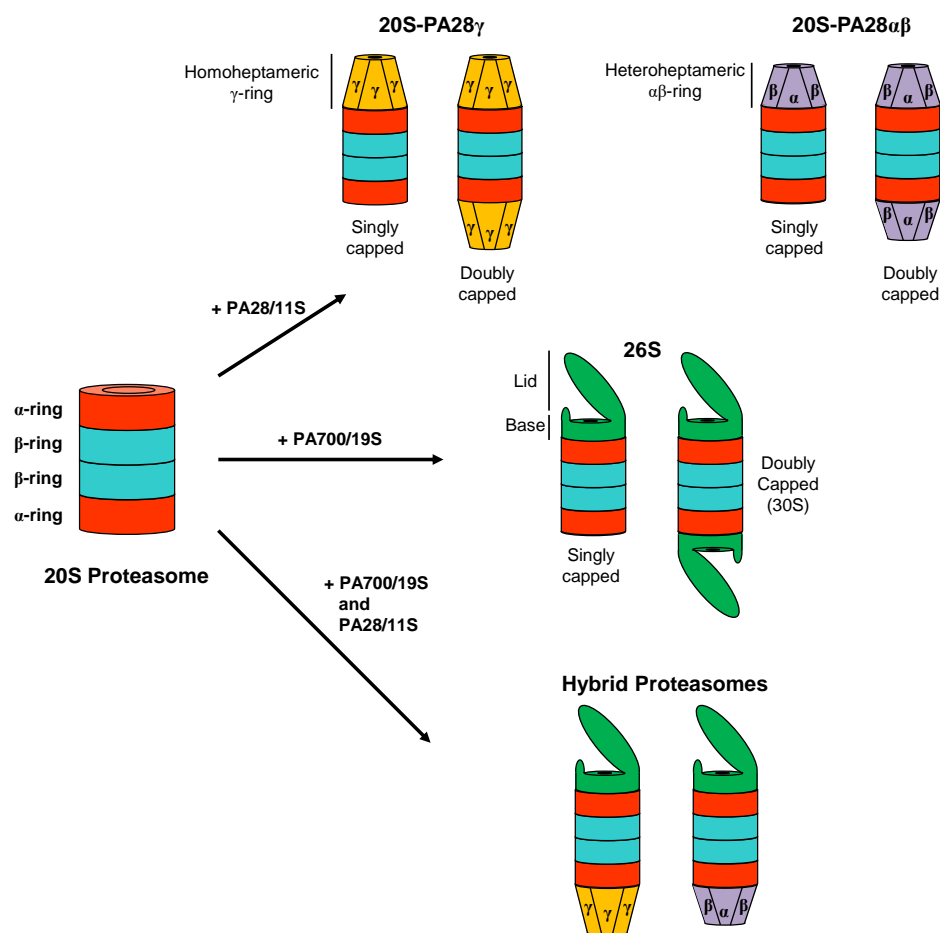 20S-PA28γ
20S-PA28αβ
Homoheptameric
γ-ring
γ γ γ
γ γ γ
Heteroheptameric
αβ-ring
β α β
β α β
Singly
capped
γ γ γ
Doubly
capped
Singly
capped
β α β
Doubly
capped
+ PA28/11S
26S
Lid
Base
α-ring
β-ring
β-ring
α-ring
20S Proteasome
+ PA700/19S
Doubly
Capped
(30S)
Singly
capped
+ PA700/19S
and
PA28/11S
Hybrid Proteasomes
γ γ γ
β α β